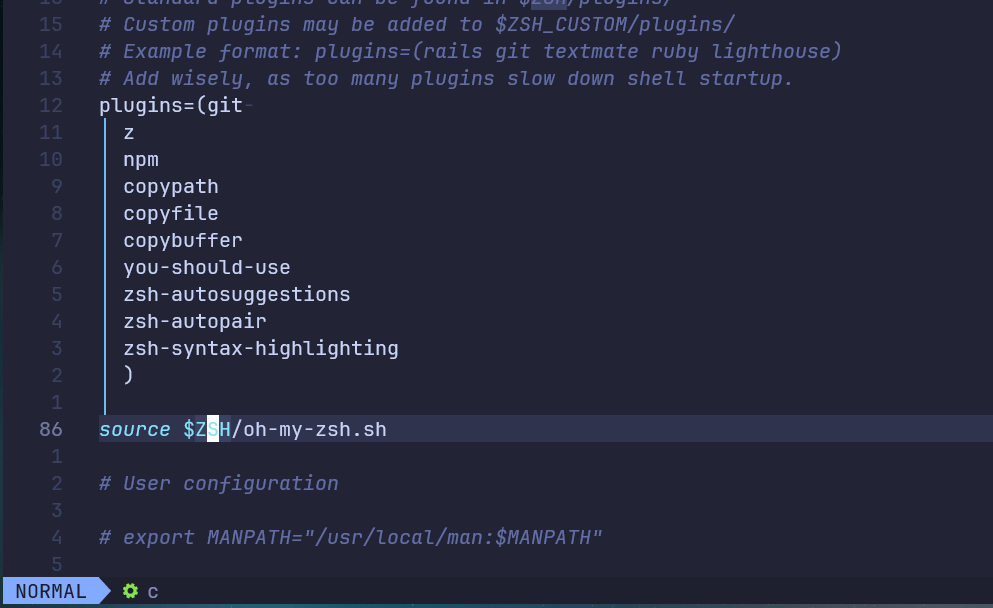 16 # Standard plugins can be found in $ZSH/plugins/
15 # Custom plugins may be added to $ZSH_CUSTOM/plugins/
14 # Example format: plugins=(rails git textmate ruby lighthouse)
13 # Add wisely, as too many plugins slow down shell startup.
12 plugins=(git-
11 z
10 npm
9 copypath
8 copyfile
7 copybuffer
6 you-should-use
5 zsh-autosuggestions
4 zsh-autopair
3 zsh-syntax-highlighting
2 )
1
86 source $ZSH/oh-my-zsh.sh
1
2 # User configuration
3
4 # export MANPATH="/usr/local/man:$MANPATH"
5
NORMAL c